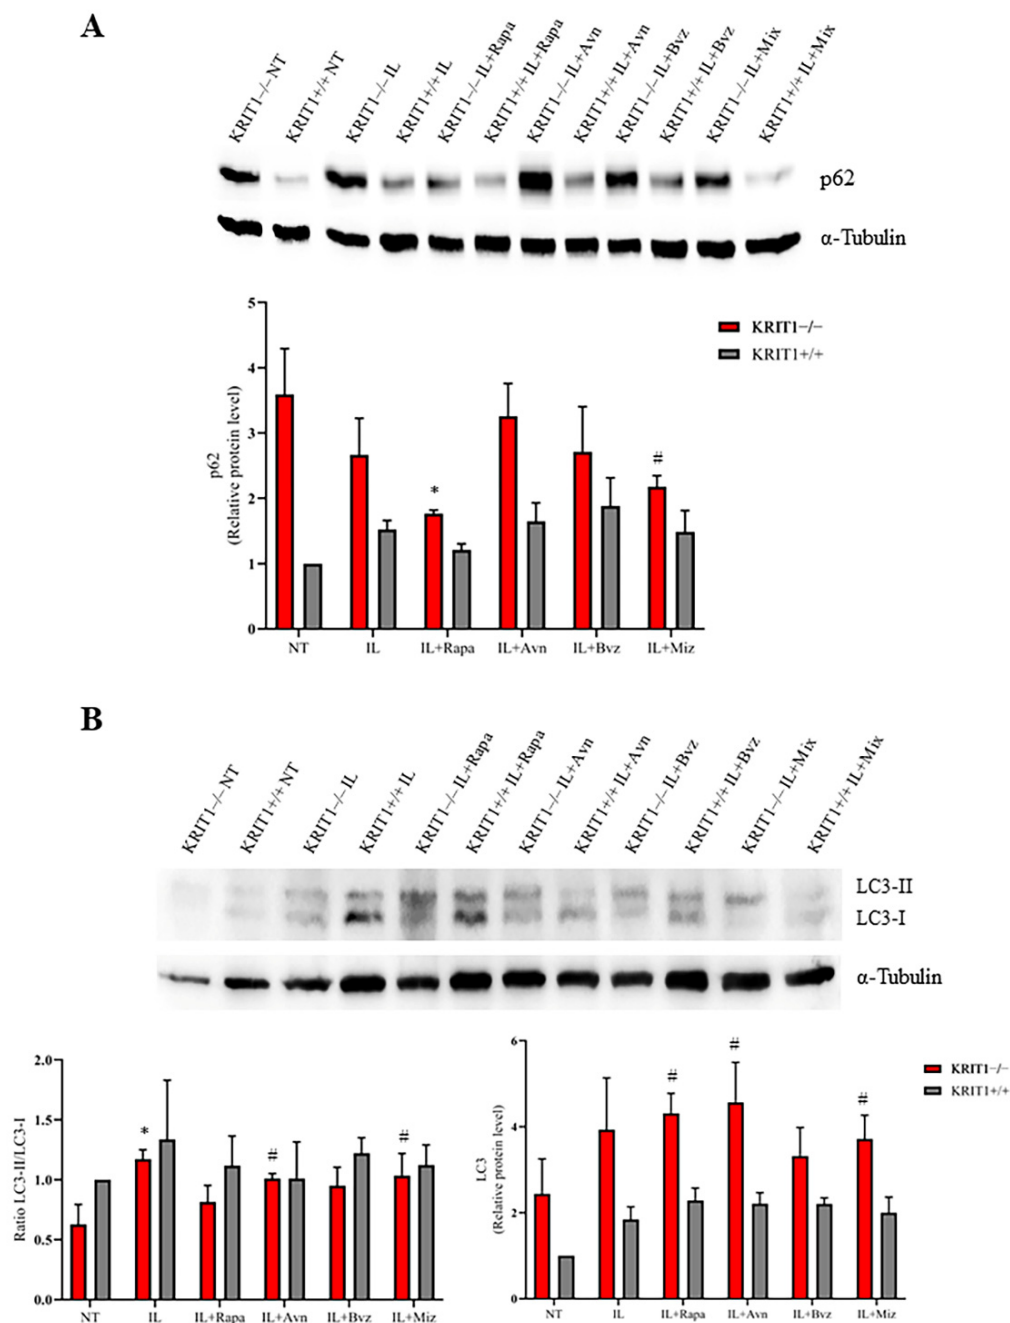 A
KRIT1−/− NT
KRIT1+/+ NT
KRIT1−/− IL
KRIT1+/+ IL
KRIT1−/− IL+Rapa
KRIT1+/+ IL+Rapa
KRIT1−/− IL+Avn
KRIT1+/+ IL+Avn
KRIT1−/− IL+Bvz
KRIT1+/+ IL+Bvz
KRIT1−/− IL+Mix
KRIT1+/+ IL+Mix
p62
α-Tubulin
p62
(Relative protein level)
5
4
3
2
1
0
*
#
NT
IL
IL+Rapa
IL+Avn
IL+Bvz
IL+Miz
KRIT1−/−
KRIT1+/+
B
KRIT1−/− NT
KRIT1+/+ NT
KRIT1−/− IL
KRIT1+/+ IL
KRIT1−/− IL+Rapa
KRIT1+/+ IL+Rapa
KRIT1−/− IL+Avn
KRIT1+/+ IL+Avn
KRIT1−/− IL+Bvz
KRIT1+/+ IL+Bvz
KRIT1−/− IL+Mix
KRIT1+/+ IL+Mix
LC3-II
LC3-I
α-Tubulin
Ratio LC3-II/LC3-I
2.0
1.5
1.0
0.5
0.0
*
#
#
NT
IL
IL+Rapa
IL+Avn
IL+Bvz
IL+Miz
LC3
(Relative protein level)
6
4
2
0
#
#
#
NT
IL
IL+Rapa
IL+Avn
IL+Bvz
IL+Miz
KRIT1−/−
KRIT1+/+